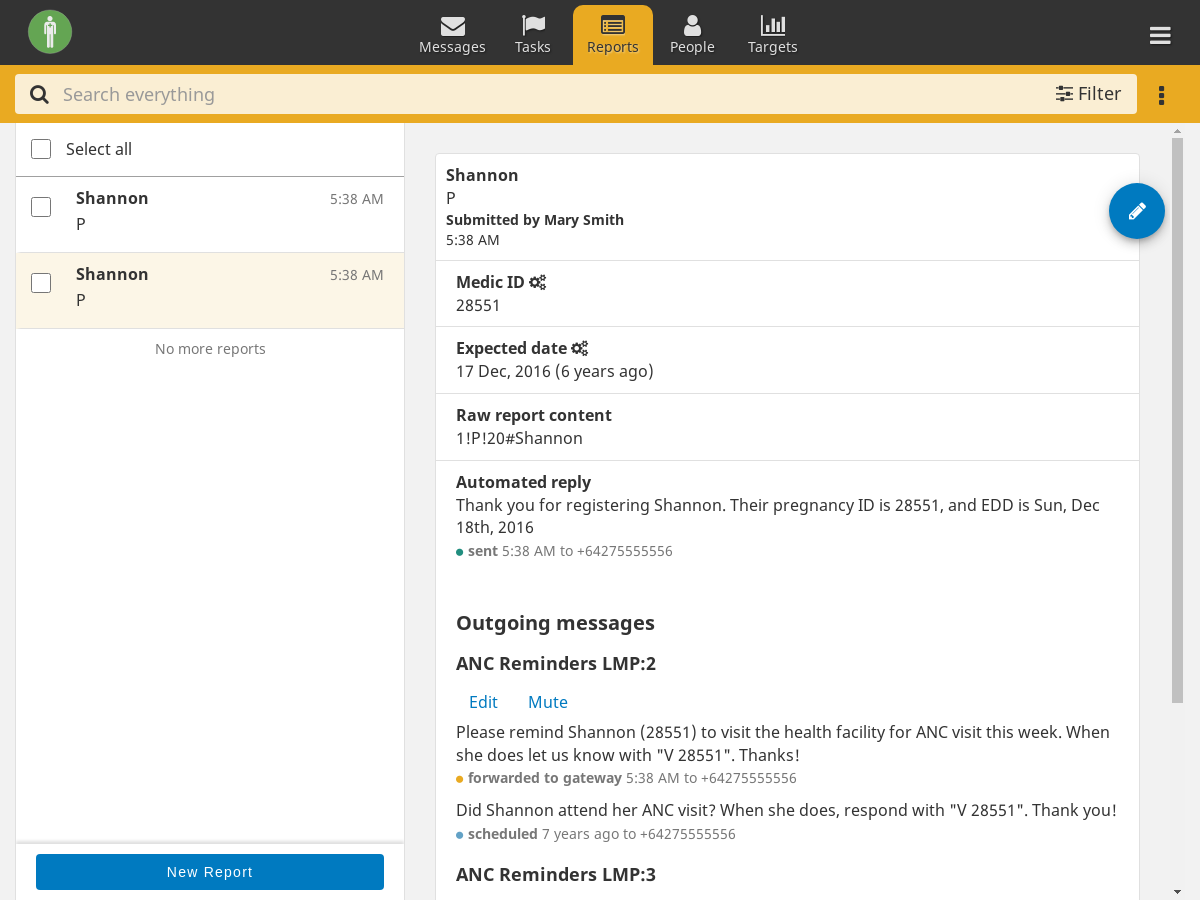 Messages
Tasks
Reports
People
Targets
Search everything
Filter
Select all
Shannon 5:38 AM
P
Shannon 5:38 AM
P
No more reports
New Report
Shannon
P
Submitted by Mary Smith
5:38 AM
Medic ID
28551
Expected date
17 Dec, 2016 (6 years ago)
Raw report content
1!P!20#Shannon
Automated reply
Thank you for registering Shannon. Their pregnancy ID is 28551, and EDD is Sun, Dec
18th, 2016
sent 5:38 AM to +64275555556
Outgoing messages
ANC Reminders LMP:2
Edit Mute
Please remind Shannon (28551) to visit the health facility for ANC visit this week. When
she does let us know with "V 28551". Thanks!
forwarded to gateway 5:38 AM to +64275555556
Did Shannon attend her ANC visit? When she does, respond with "V 28551". Thank you!
scheduled 7 years ago to +64275555556
ANC Reminders LMP:3